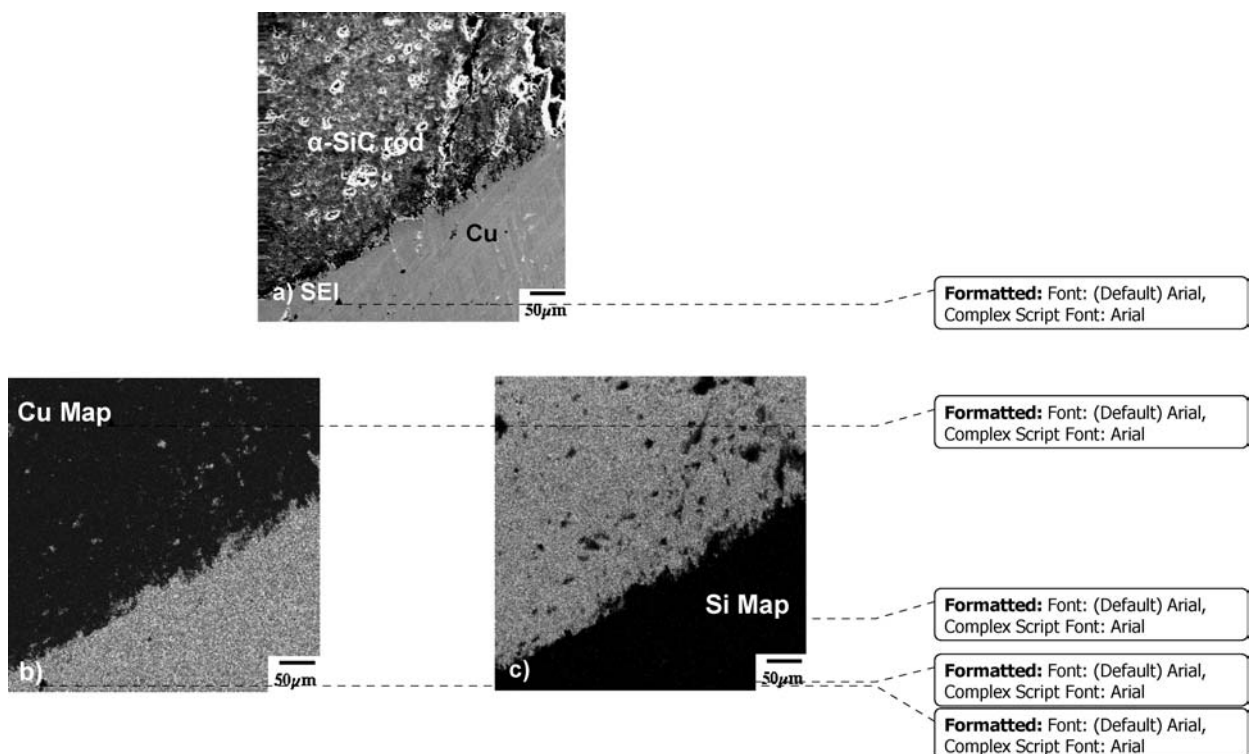 α-SiC rod
Cu
a) SEI
50μm
Formatted: Font: (Default) Arial,
Complex Script Font: Arial
Cu Map
Formatted: Font: (Default) Arial,
Complex Script Font: Arial
Si Map
Formatted: Font: (Default) Arial,
Complex Script Font: Arial
b)
50μm
c)
50μm
Formatted: Font: (Default) Arial,
Complex Script Font: Arial
Formatted: Font: (Default) Arial,
Complex Script Font: Arial